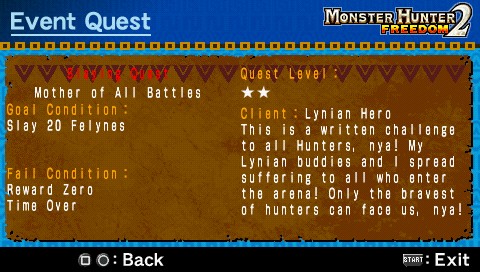 Event Quest
MONSTER HUNTER
FREEDOM 2
Slaying Quest
Mother of All Battles
Goal Condition:
Slay 20 Felynes
Fail Condition:
Reward Zero
Time Over
Quest Level:
★★
Client: Lynian Hero
This is a written challenge
to all Hunters, nya! My
Lynian buddies and I spread
suffering to all who enter
the arena! Only the bravest
of hunters can face us, nya!
□○: Back
START: Exit